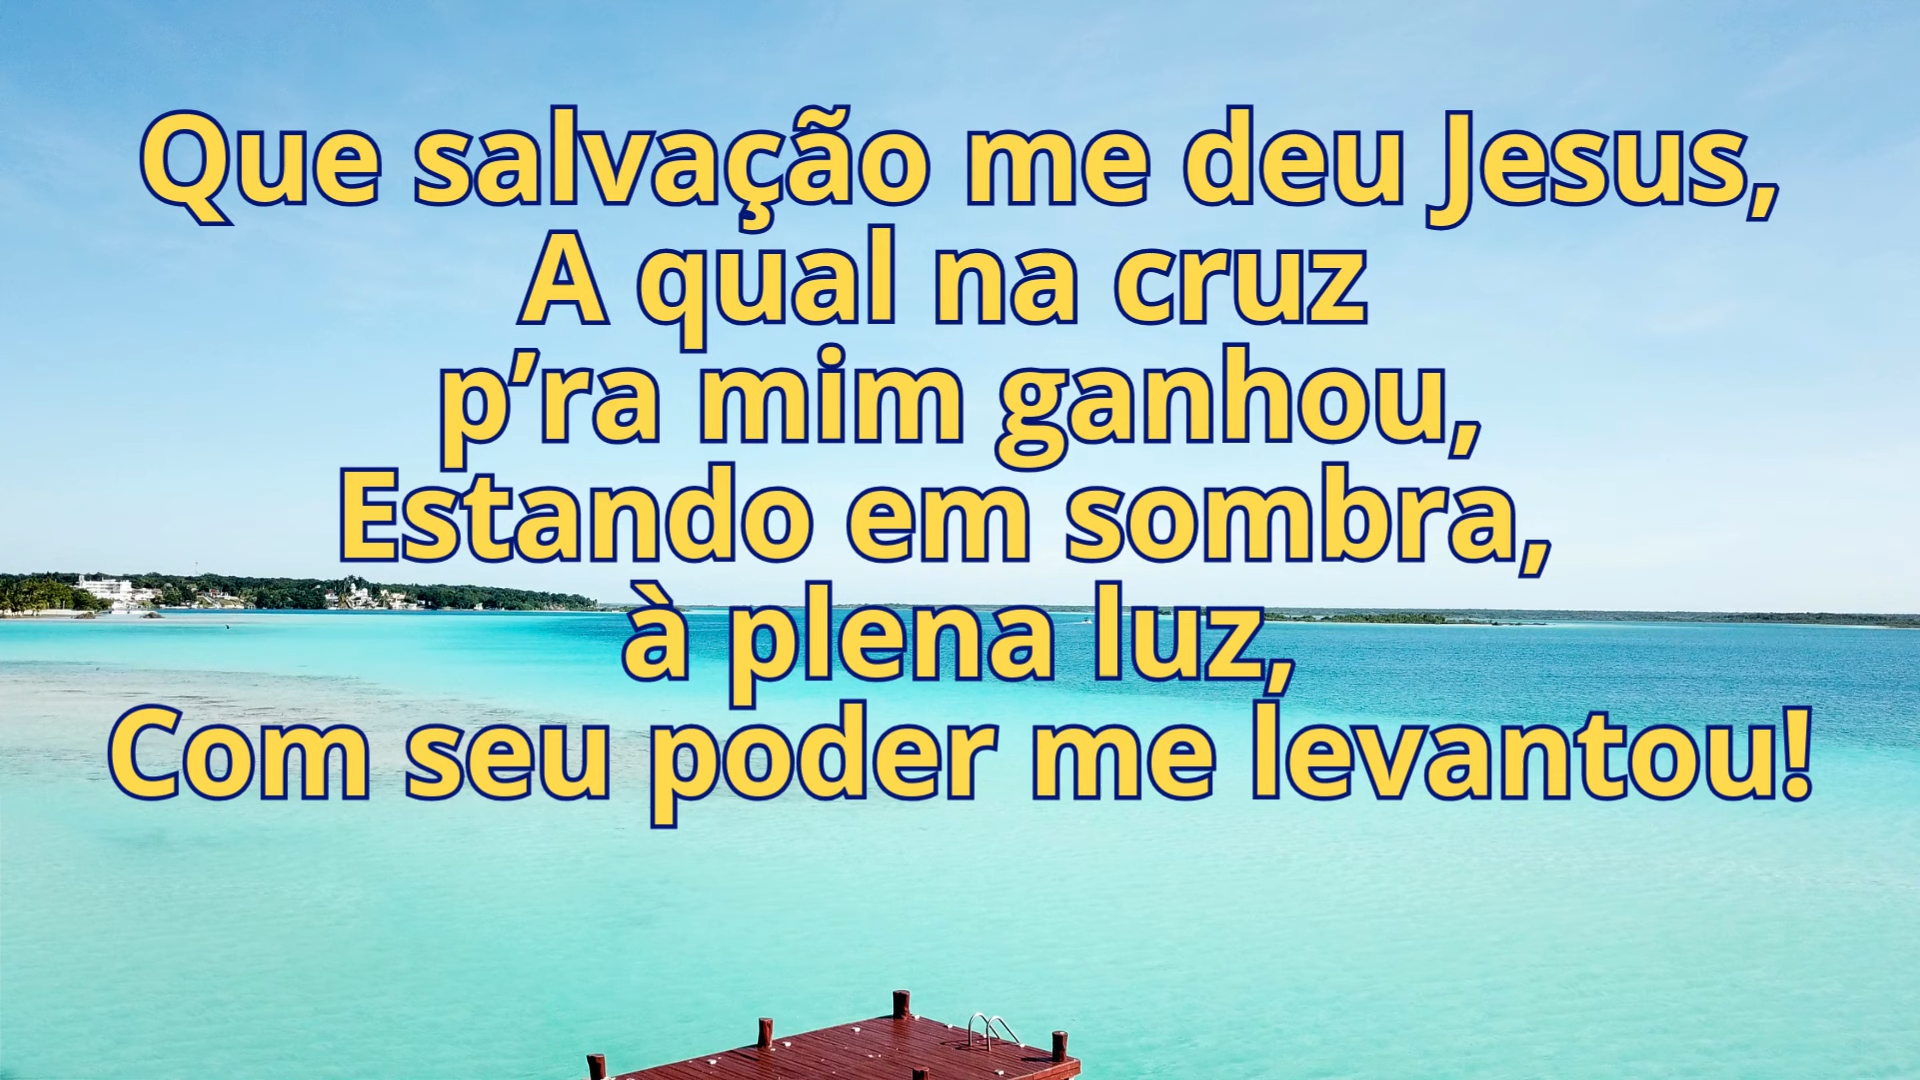 Que salvação me deu Jesus,
A qual na cruz
p’ra mim ganhou,
Estando em sombra,
à plena luz,
Com seu poder me levantou!